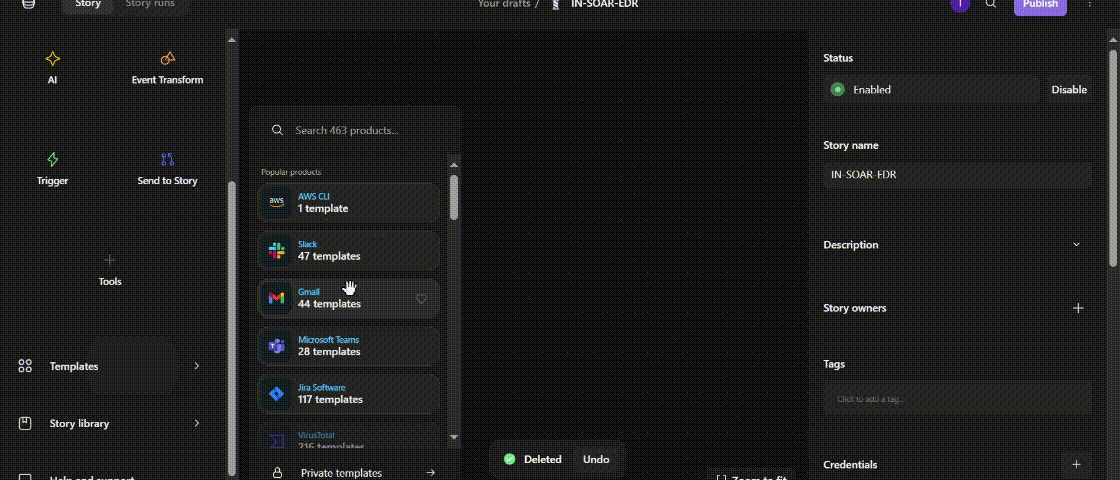 Story
Story runs
Your drafts /
IN-SOAR-EDR
T
Publish
AI
Event Transform
Trigger
Send to Story
Tools
Templates
Story library
Help and support
Search 463 products...
Popular products
aws
AWS CLI
1 template
Slack
47 templates
Gmail
44 templates
Microsoft Teams
28 templates
Jira Software
117 templates
VirusTotal
216 templates
Private templates
Deleted
Undo
Zoom to fit
Status
Enabled
Disable
Story name
IN-SOAR-EDR
Description
Story owners
Tags
Click to add a tag...
Credentials